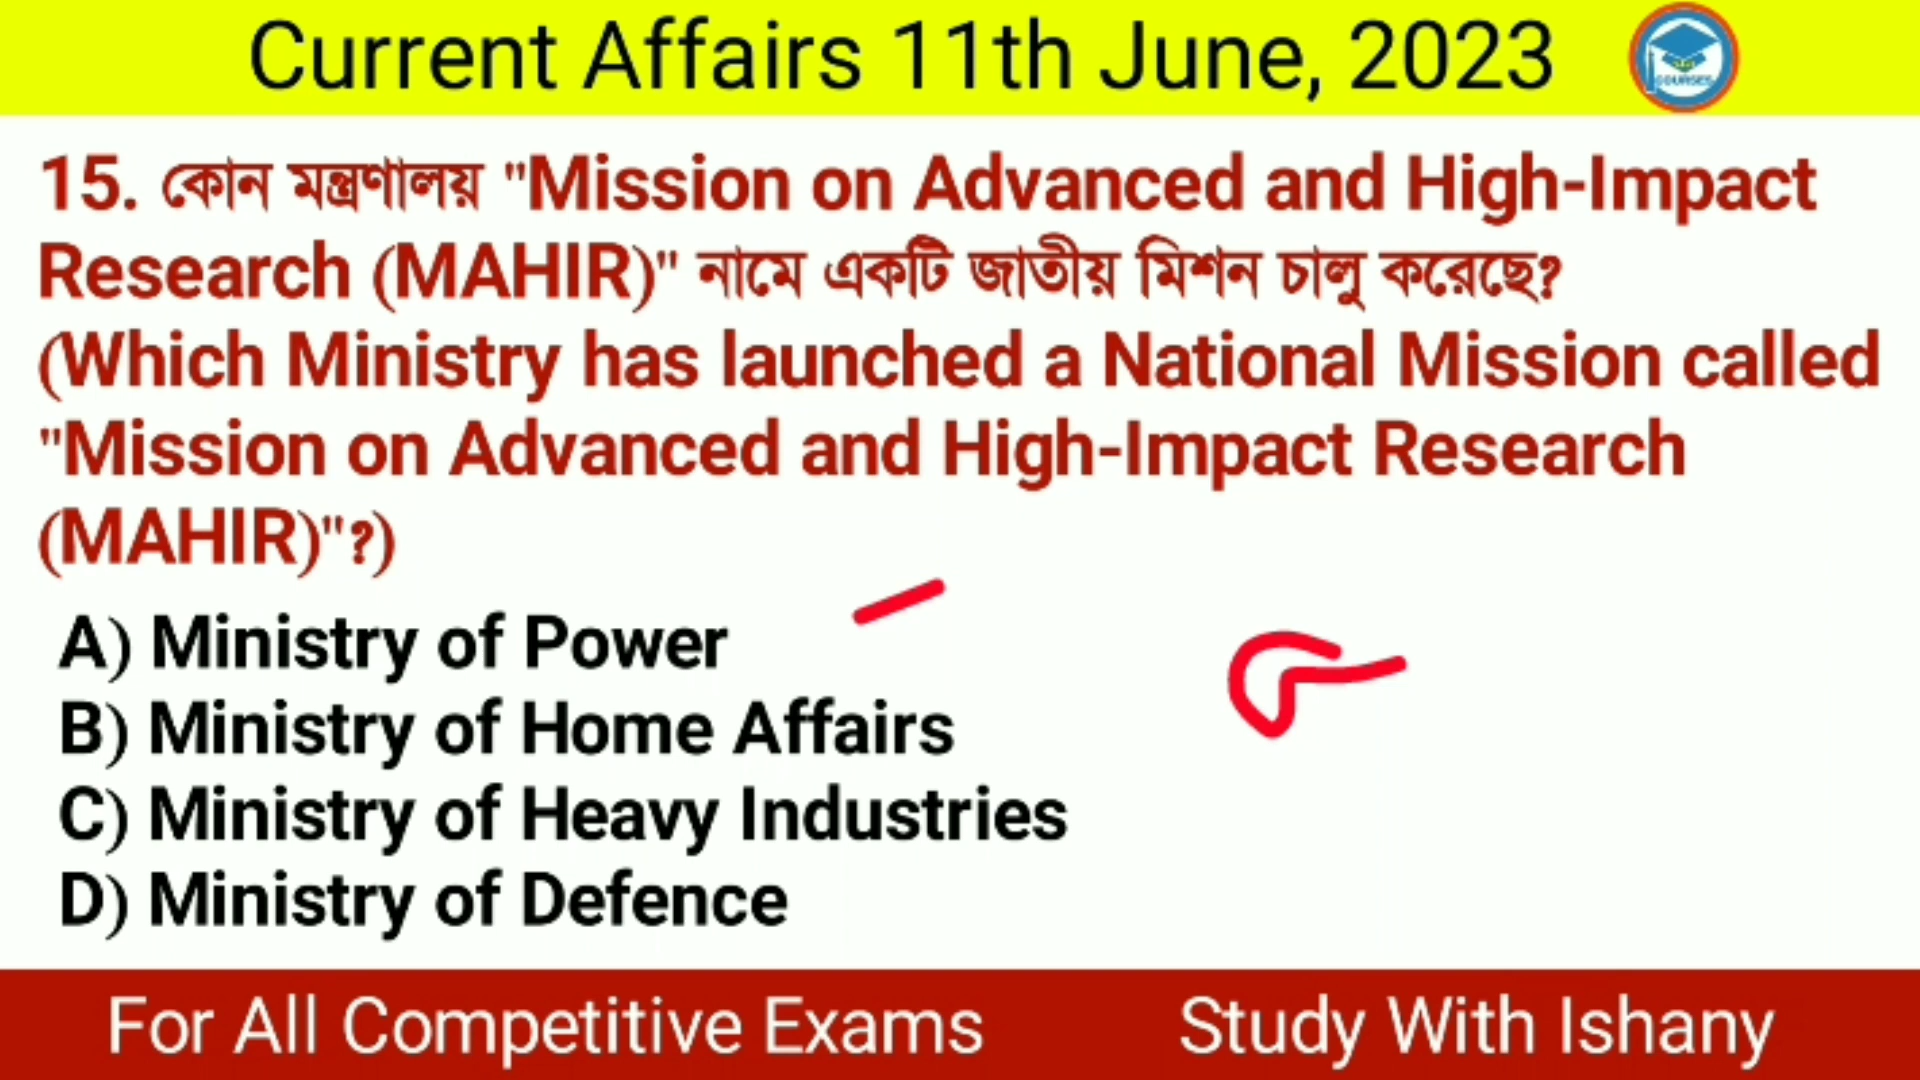 Current Affairs 11th June, 2023
COURSES
15. কোন মন্ত্রণালয় "Mission on Advanced and High-Impact
Research (MAHIR)" নামে একটি জাতীয় মিশন চালু করেছে?
(Which Ministry has launched a National Mission called
"Mission on Advanced and High-Impact Research
(MAHIR)"?)
A) Ministry of Power
B) Ministry of Home Affairs
C) Ministry of Heavy Industries
D) Ministry of Defence
For All Competitive Exams
Study With Ishany